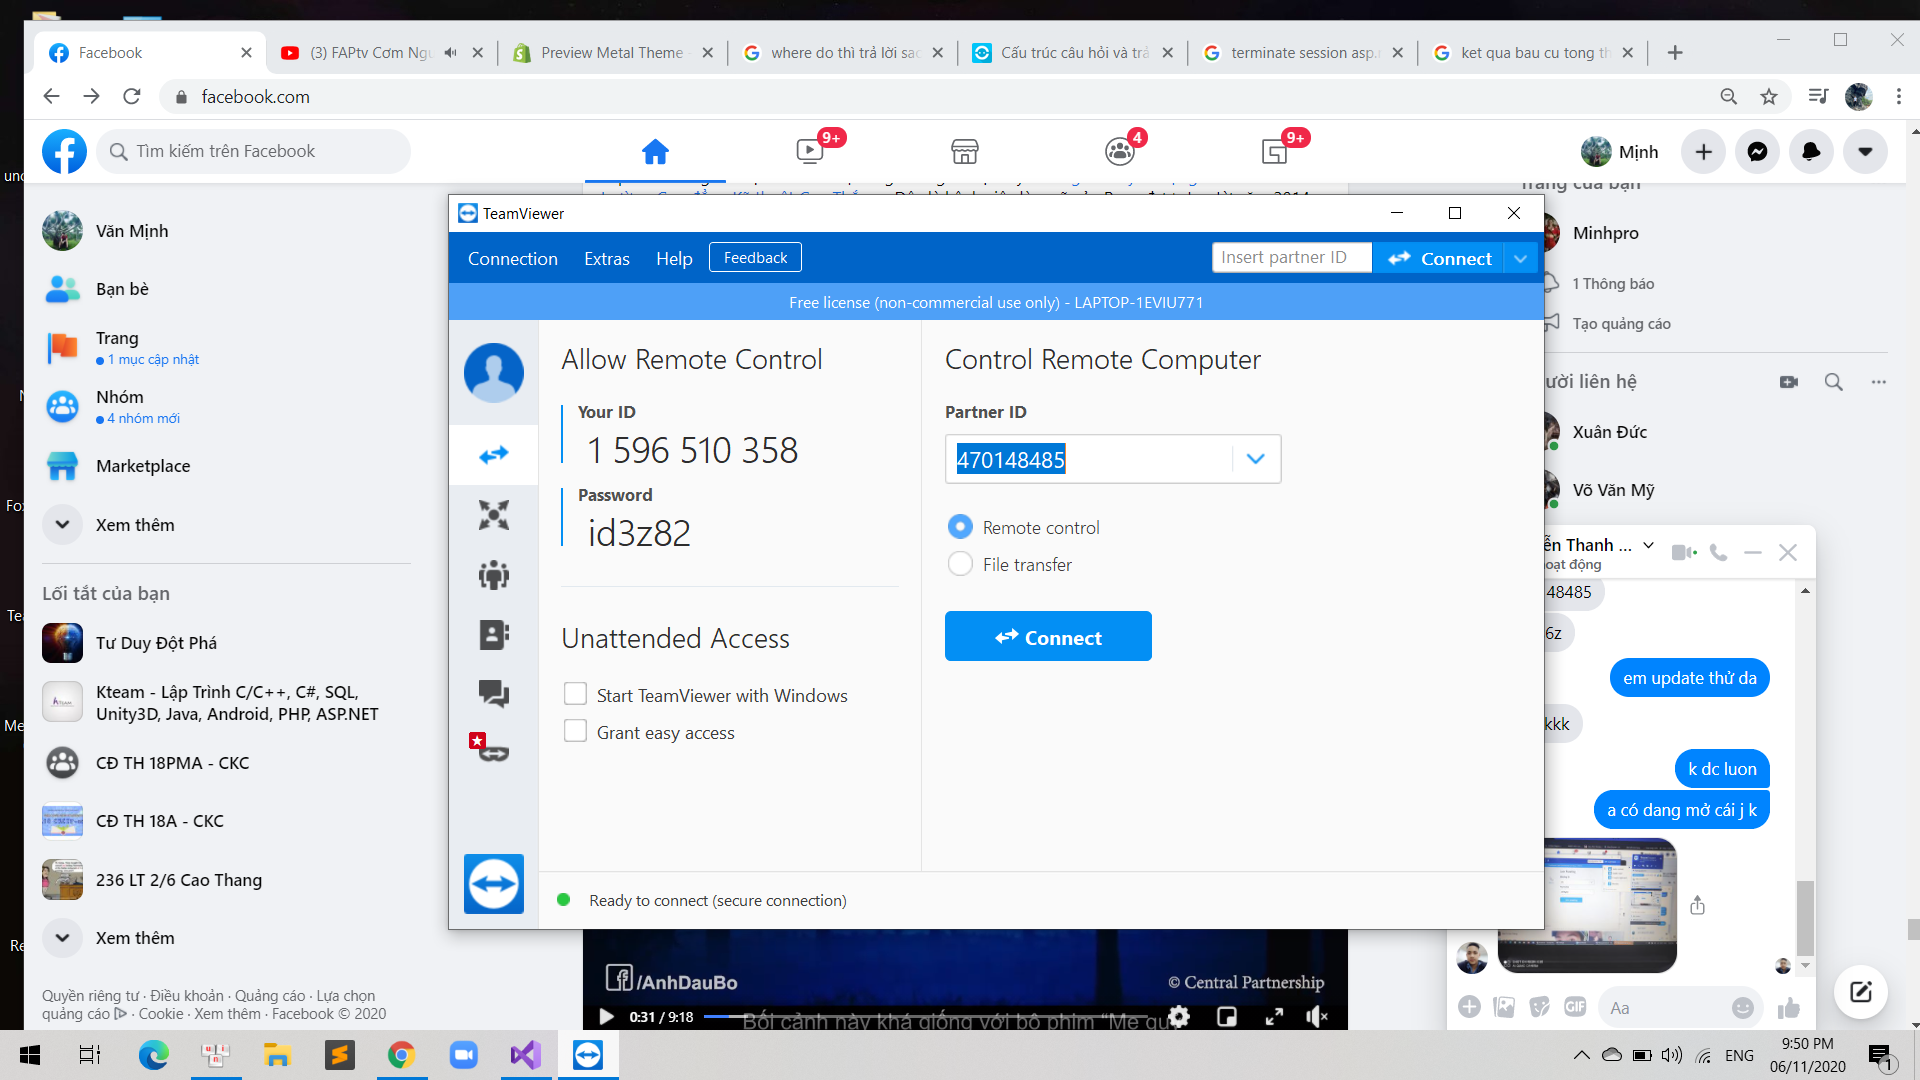 Facebook
(3) FAPtv Cơm Ngu
Preview Metal Theme
where do thì trả lời sao
Cấu trúc câu hỏi và trả
terminate session asp.n
ket qua bau cu tong th
facebook.com
Tìm kiếm trên Facebook
9+
4
9+
Mịnh
Văn Mịnh
Bạn bè
Trang
1 mục cập nhật
Nhóm
4 nhóm mới
Marketplace
Xem thêm
Lối tắt của bạn
Tư Duy Đột Phá
Kteam - Lập Trình C/C++, C#, SQL,
Unity3D, Java, Android, PHP, ASP.NET
CĐ TH 18PMA - CKC
CĐ TH 18A - CKC
236 LT 2/6 Cao Thang
Xem thêm
Quyền riêng tư · Điều khoản · Quảng cáo · Lựa chọn
quảng cáo · Cookie · Xem thêm · Facebook © 2020
TeamViewer
Connection
Extras
Help
Feedback
Insert partner ID
Connect
Free license (non-commercial use only) - LAPTOP-1EVIU771
Allow Remote Control
Your ID
1 596 510 358
Password
id3z82
Unattended Access
Start TeamViewer with Windows
Grant easy access
Control Remote Computer
Partner ID
470148485
Remote control
File transfer
Connect
Ready to connect (secure connection)
/AnhDauBo
© Central Partnership
0:31 / 9:18
Bối cảnh này khá giống với bộ phim "Mẹ qu
Trang của bạn
Minhpro
1 Thông báo
Tạo quảng cáo
ười liên hệ
Xuân Đức
Võ Văn Mỹ
ễn Thanh ...
oạt động
48485
6z
em update thử da
kkk
k dc luon
a có dang mở cái j k
GIF
Aa
ENG
9:50 PM
06/11/2020
1